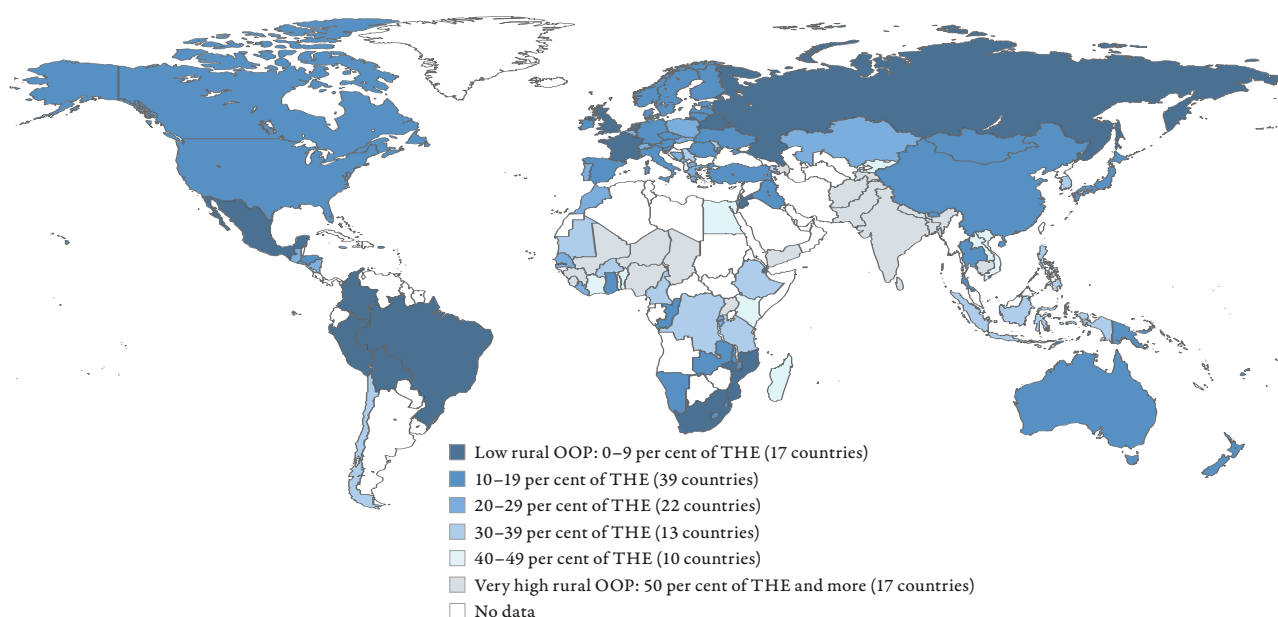 Low rural OOP: 0–9 per cent of THE (17 countries)
10–19 per cent of THE (39 countries)
20–29 per cent of THE (22 countries)
30–39 per cent of THE (13 countries)
40–49 per cent of THE (10 countries)
Very high rural OOP: 50 per cent of THE and more (17 countries)
No data